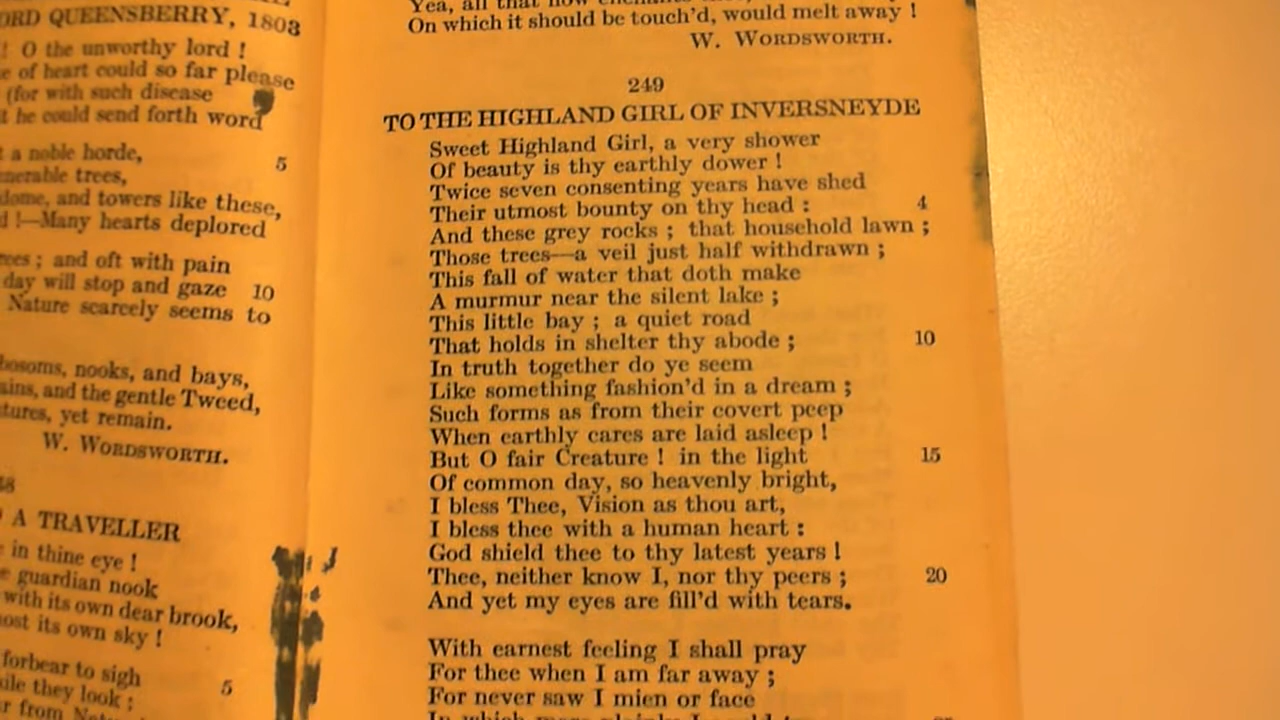 ORD QUEENSBERRY, 1803
! O the unworthy lord !
e of heart could so far please
(for with such disease
t he could send forth word
t a noble horde,
5
nerable trees,
dome, and towers like these,
d !—Many hearts deplored
rees ; and oft with pain
day will stop and gaze 10
Nature scarcely seems to
bosoms, nooks, and bays,
ains, and the gentle Tweed,
stures, yet remain.
W. WORDSWORTH.
48
A TRAVELLER
e in thine eye !
e guardian nook
with its own dear brook,
ost its own sky !
forbear to sigh
5
ile they look ;
r from
Yea, all that now enchants
On which it should be touch'd, would melt away !
W. WORDSWORTH.
249
TO THE HIGHLAND GIRL OF INVERSNEYDE
Sweet Highland Girl, a very shower
Of beauty is thy earthly dower !
Twice seven consenting years have shed
Their utmost bounty on thy head : 4
And these grey rocks ; that household lawn ;
Those trees—a veil just half withdrawn ;
This fall of water that doth make
A murmur near the silent lake ;
This little bay ; a quiet road
That holds in shelter thy abode ; 10
In truth together do ye seem
Like something fashion'd in a dream ;
Such forms as from their covert peep
When earthly cares are laid asleep !
But O fair Creature ! in the light 15
Of common day, so heavenly bright,
I bless Thee, Vision as thou art,
I bless thee with a human heart :
God shield thee to thy latest years !
Thee, neither know I, nor thy peers ; 20
And yet my eyes are fill'd with tears.
With earnest feeling I shall pray
For thee when I am far away ;
For never saw I mien or face
In which more plainly I could